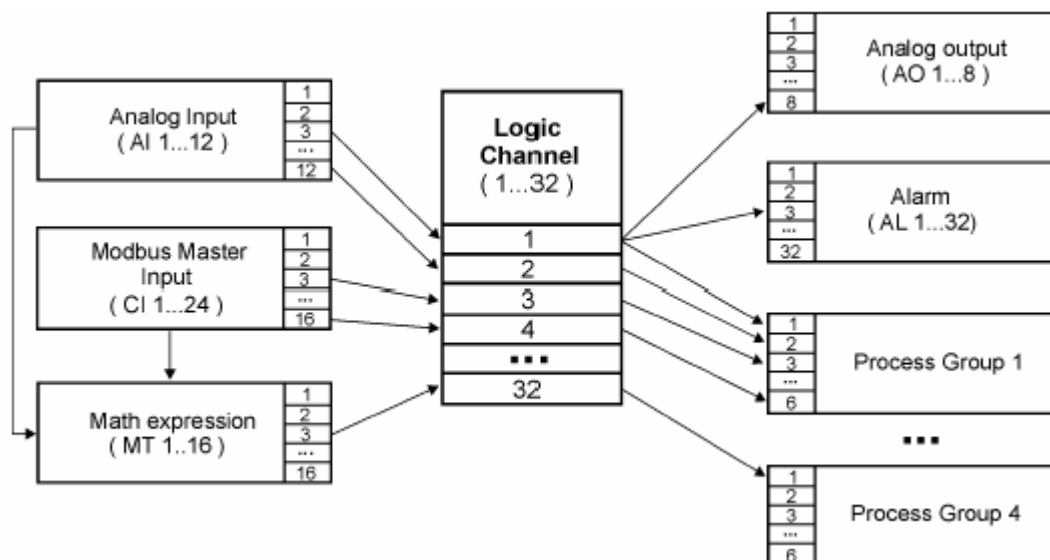 Analog Input
( AI 1...12 )
1
2
3
...
12
Modbus Master
Input
( CI 1...24 )
1
2
3
...
16
Math expression
( MT 1..16 )
1
2
3
...
16
Logic
Channel
( 1...32 )
1
2
3
4
...
32
1
2
3
...
8
Analog output
( AO 1...8 )
1
2
3
...
32
Alarm
(AL 1...32)
1
2
3
...
6
Process Group 1
...
1
2
3
...
6
Process Group 4